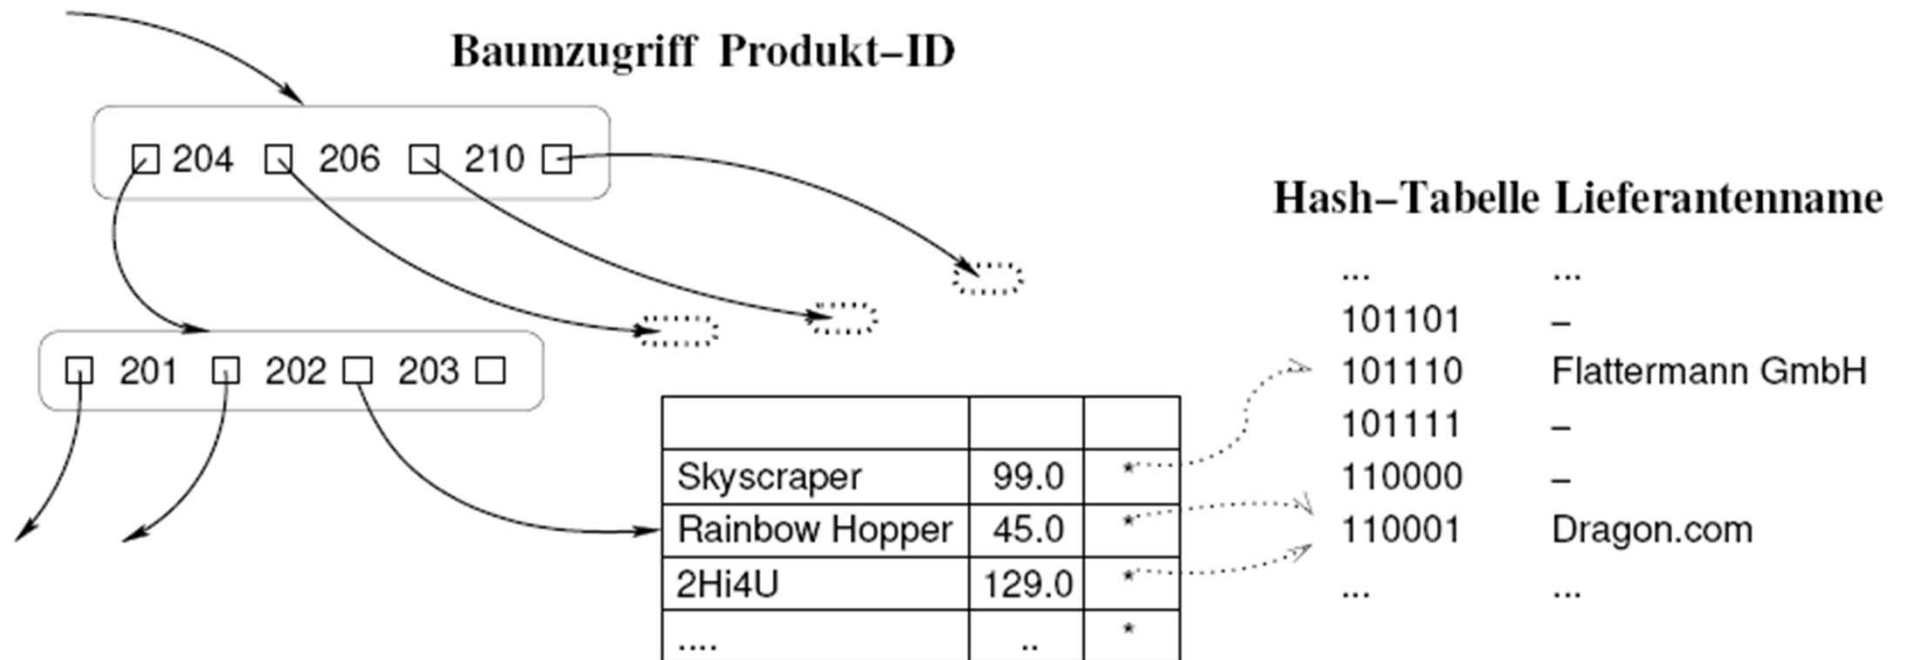 Baumzugriff Produkt–ID
204 206 210
Hash–Tabelle Lieferantenname
... ...
101101 –
201 202 203
101110 Flattermann GmbH
101111 –
Skyscraper 99.0 *
110000 –
Rainbow Hopper 45.0 *
110001 Dragon.com
2Hi4U 129.0 *
... ...
.... .. *